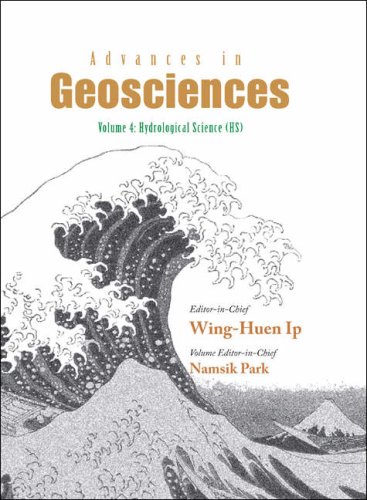 Advances in
Geosciences
Volume 4: Hydrological Science (HS)
Editor-in-Chief
Wing-Huen Ip
Volume Editor-in-Chief
Namsik Park